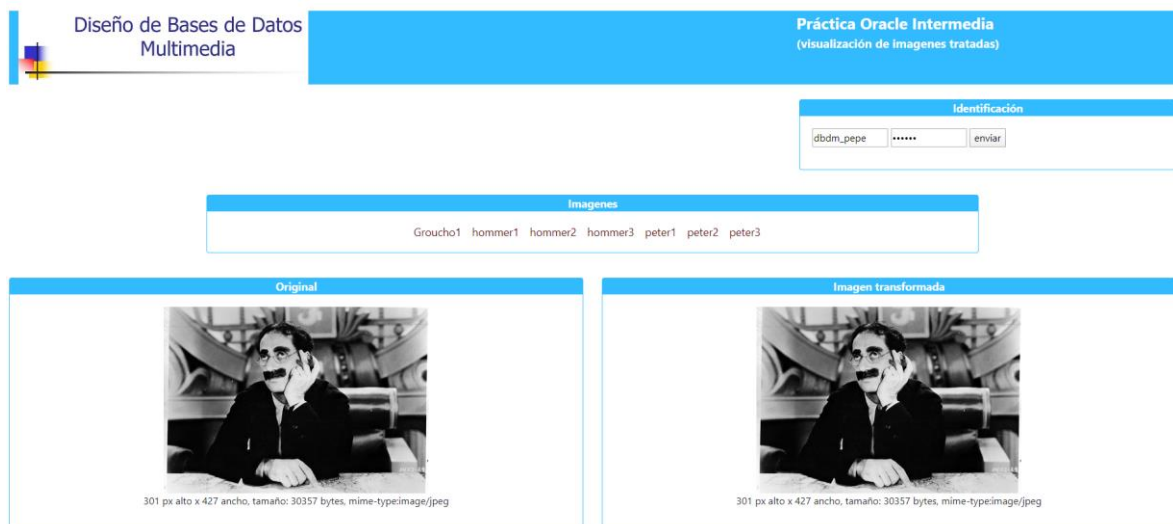 Diseño de Bases de Datos
Multimedia
Práctica Oracle Intermedia
(visualización de imagenes tratadas)
Identificación
dbdm_pepe •••••• enviar
Imagenes
Groucho1 hommer1 hommer2 hommer3 peter1 peter2 peter3
Original
301 px alto x 427 ancho, tamaño: 30357 bytes, mime-type:image/jpeg
Imagen transformada
301 px alto x 427 ancho, tamaño: 30357 bytes, mime-type:image/jpeg